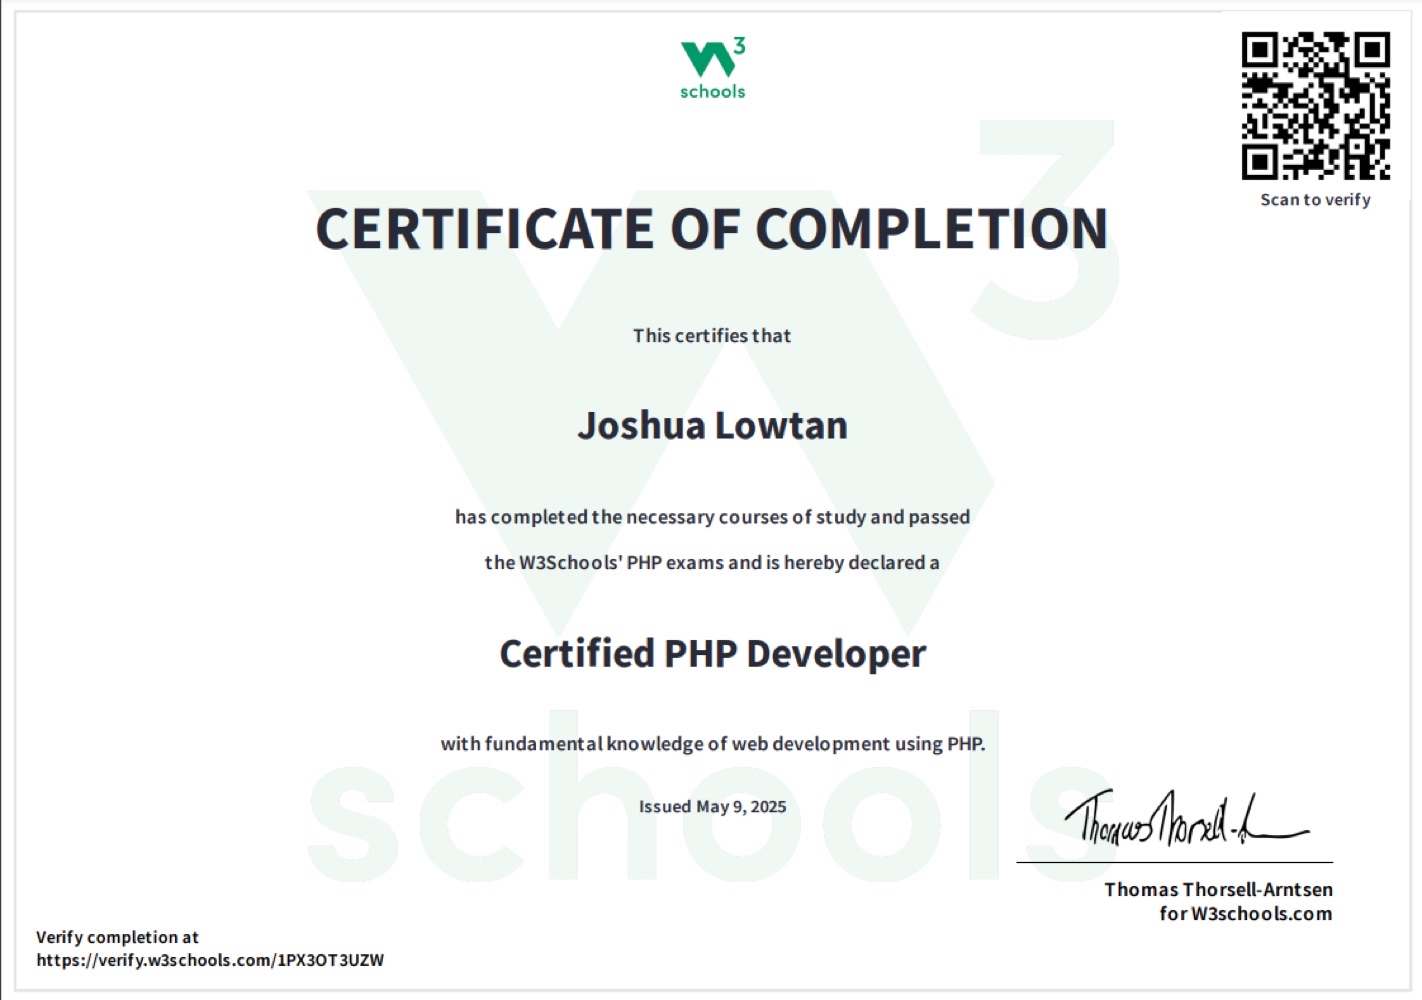 W3
schools
Scan to verify
CERTIFICATE OF COMPLETION
This certifies that
Joshua Lowtan
has completed the necessary courses of study and passed
the W3Schools' PHP exams and is hereby declared a
Certified PHP Developer
with fundamental knowledge of web development using PHP.
Issued May 9, 2025
Thomas Thorsell-A
Thomas Thorsell-Arntsen
for W3schools.com
Verify completion at
https://verify.w3schools.com/1PX3OT3UZW
W3
schools